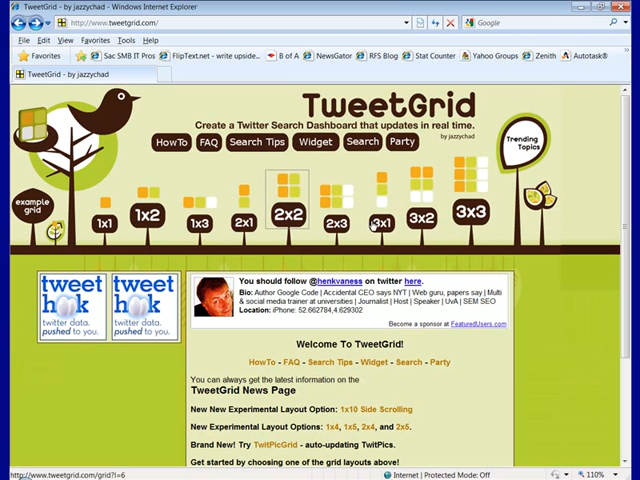 TweetGrid - by jazzychad - Windows Internet Explorer
http://www.tweetgrid.com/
Google
File Edit View Favorites Tools Help
Favorites Sac SMB IT Pros FlipText.net - write upside... B of A NewsGator RFS Blog Stat Counter Yahoo Groups Zenith Autotask®
TweetGrid - by jazzychad
TweetGrid
Create a Twitter Search Dashboard that updates in real time.
by jazzychad
HowTo FAQ Search Tips Widget Search Party
Trending Topics
example grid
1x1 1x2 1x3 2x1 2x2 2x3 3x1 3x2 3x3
tweet
h k
twitter data.
pushed to you.
tweet
h k
twitter data.
pushed to you.
You should follow @henkvaness on twitter here.
Bio: Author Google Code | Accidental CEO says NYT | Web guru, papers say | Multi
& social media trainer at universities | Journalist | Host | Speaker | UvA | SEM SEO
Location: iPhone: 52.662784,4.629302
Become a sponsor at FeaturedUsers.com
Welcome To TweetGrid!
HowTo - FAQ - Search Tips - Widget - Search - Party
You can always get the latest information on the
TweetGrid News Page
New New Experimental Layout Option: 1x10 Side Scrolling
New Experimental Layout Options: 1x4, 1x5, 2x4, and 2x5.
Brand New! Try TwitPicGrid - auto-updating TwitPics.
Get started by choosing one of the grid layouts above!
http://www.tweetgrid.com/grid?l=6
Internet | Protected Mode: Off
110%